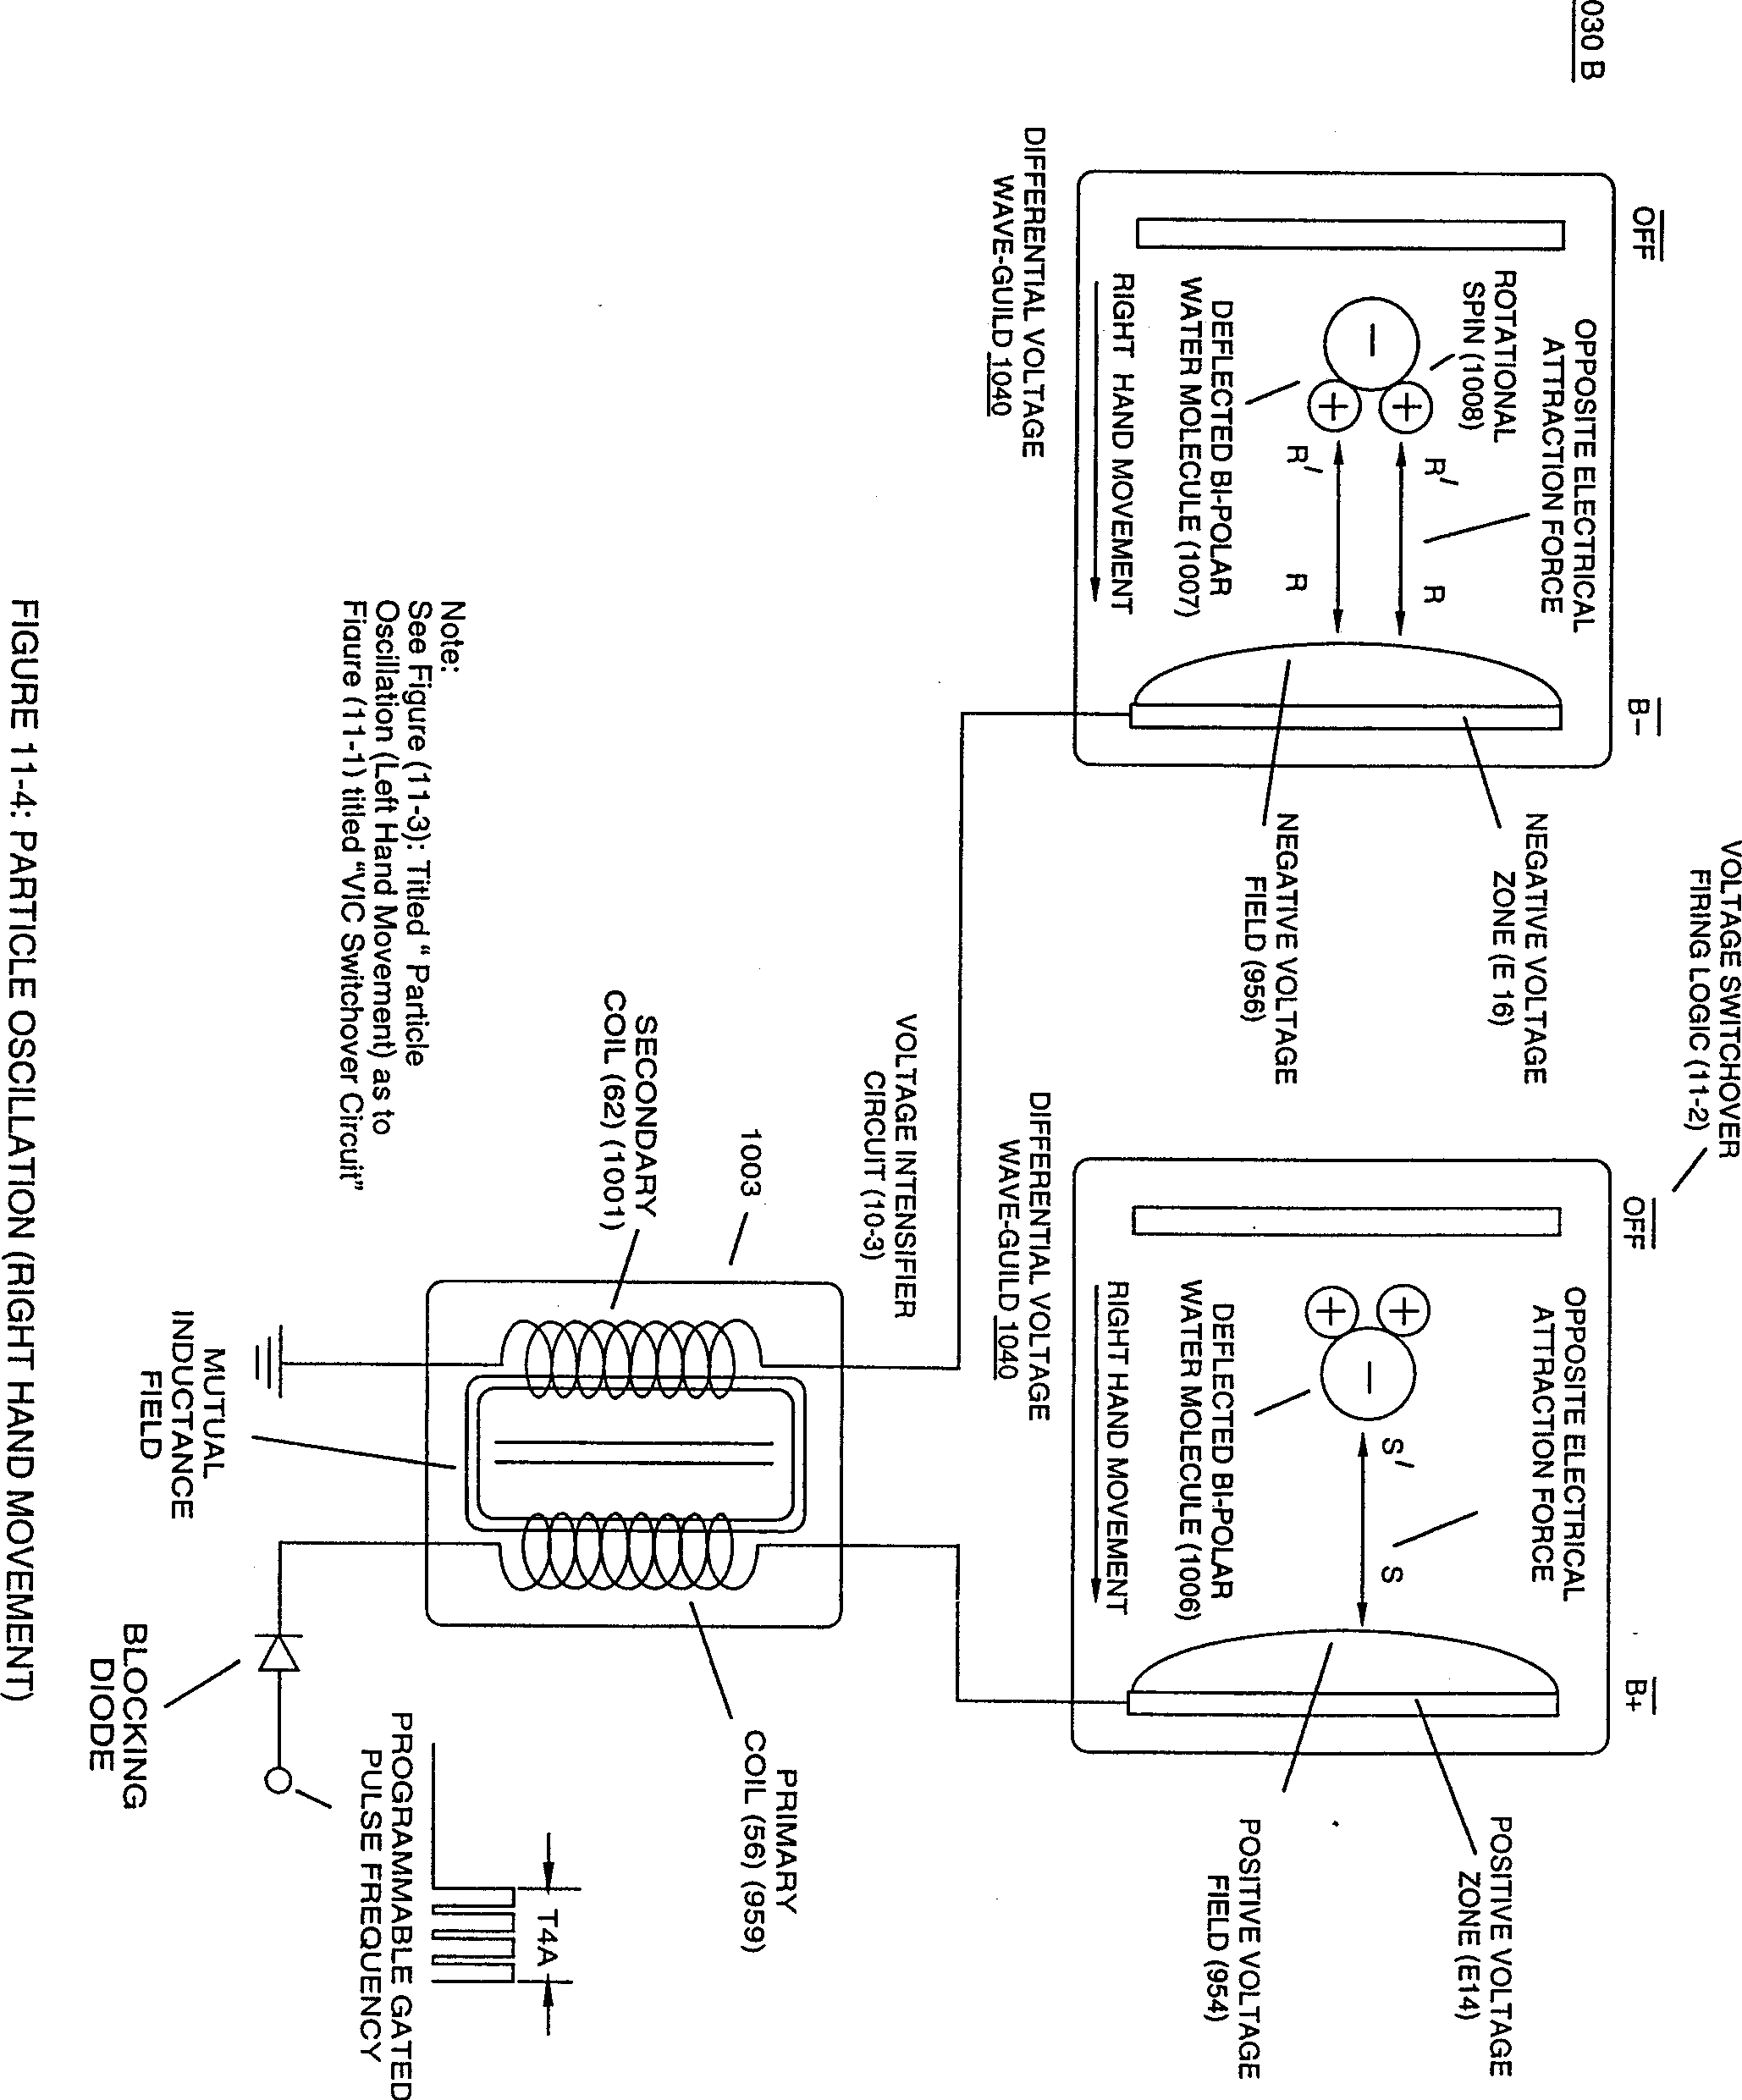 030 B
VOLTAGE SWITCHOVER
FIRING LOGIC (11-2)
OFF
B−
OFF
B+
OPPOSITE ELECTRICAL
ATTRACTION FORCE
ROTATIONAL
SPIN (1008)
−
+
+
R′
R
R′
R
DEFLECTED BI-POLAR
WATER MOLECULE (1007)
RIGHT HAND MOVEMENT
DIFFERENTIAL VOLTAGE
WAVE-GUILD 1040
NEGATIVE VOLTAGE
ZONE (E 16)
NEGATIVE VOLTAGE
FIELD (956)
OPPOSITE ELECTRICAL
ATTRACTION FORCE
+
+
−
S′
S
DEFLECTED BI-POLAR
WATER MOLECULE (1006)
RIGHT HAND MOVEMENT
DIFFERENTIAL VOLTAGE
WAVE-GUILD 1040
POSITIVE VOLTAGE
ZONE (E14)
POSITIVE VOLTAGE
FIELD (954)
VOLTAGE INTENSIFIER
CIRCUIT (10-3)
1003
SECONDARY
COIL (62) (1001)
PRIMARY
COIL (56) (959)
T4A
PROGRAMMABLE GATED
PULSE FREQUENCY
MUTUAL
INDUCTANCE
FIELD
BLOCKING
DIODE
Note:
See Figure (11-3): Titled “ Particle
Oscillation (Left Hand Movement) as to
Figure (11-1) titled “VIC Switchover Circuit”
FIGURE 11-4: PARTICLE OSCILLATION (RIGHT HAND MOVEMENT)